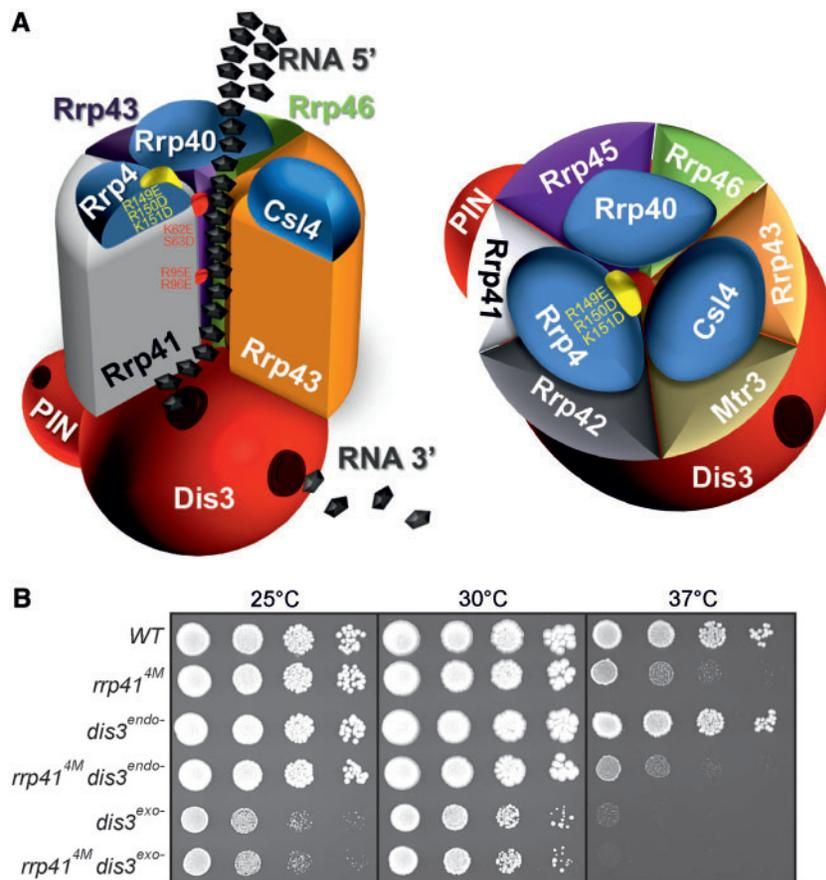 A
RNA 5’
Rrp43
Rrp46
Rrp40
Rrp4
R149E
R150D
K151D
K62E
S63D
R95E
R96E
Csl4
Rrp41
Rrp43
PIN
Dis3
RNA 3’
Rrp45
Rrp46
PIN
Rrp40
Rrp41
Rrp43
R149E
R150D
K151D
Rrp4
Csl4
Rrp42
Mtr3
Dis3
B
25°C 30°C 37°C
WT
rrp41^4M
dis3^endo-
rrp41^4M dis3^endo-
dis3^exo-
rrp41^4M dis3^exo-